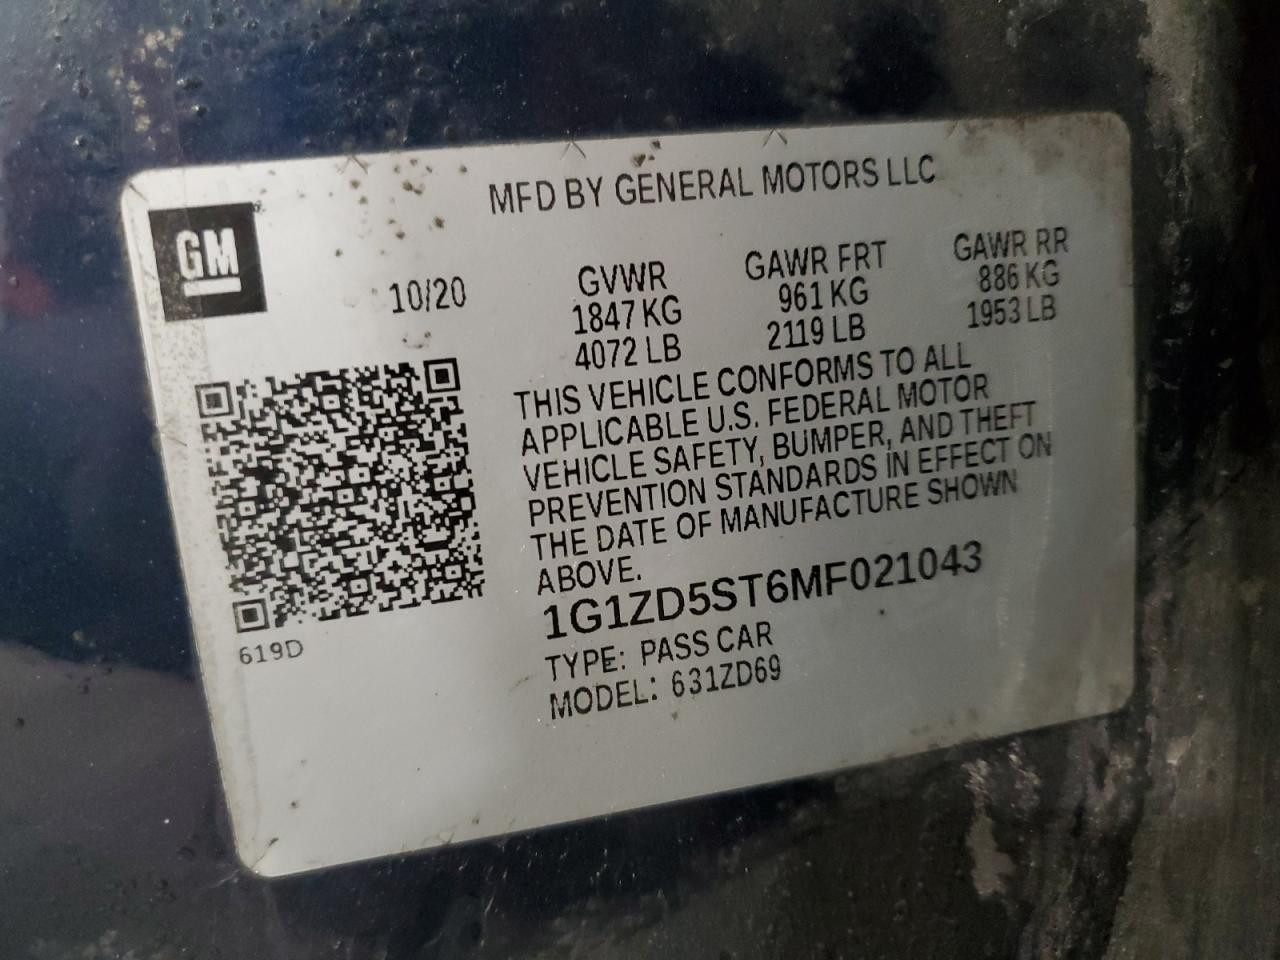 MFD BY GENERAL MOTORS LLC
GM
10/20
GVWR
1847 KG
4072 LB
GAWR FRT
961 KG
2119 LB
GAWR RR
886 KG
1953 LB
THIS VEHICLE CONFORMS TO ALL
APPLICABLE U.S. FEDERAL MOTOR
VEHICLE SAFETY, BUMPER, AND THEFT
PREVENTION STANDARDS IN EFFECT ON
THE DATE OF MANUFACTURE SHOWN
ABOVE.
1G1ZD5ST6MF021043
TYPE: PASS CAR
MODEL: 631ZD69
619D